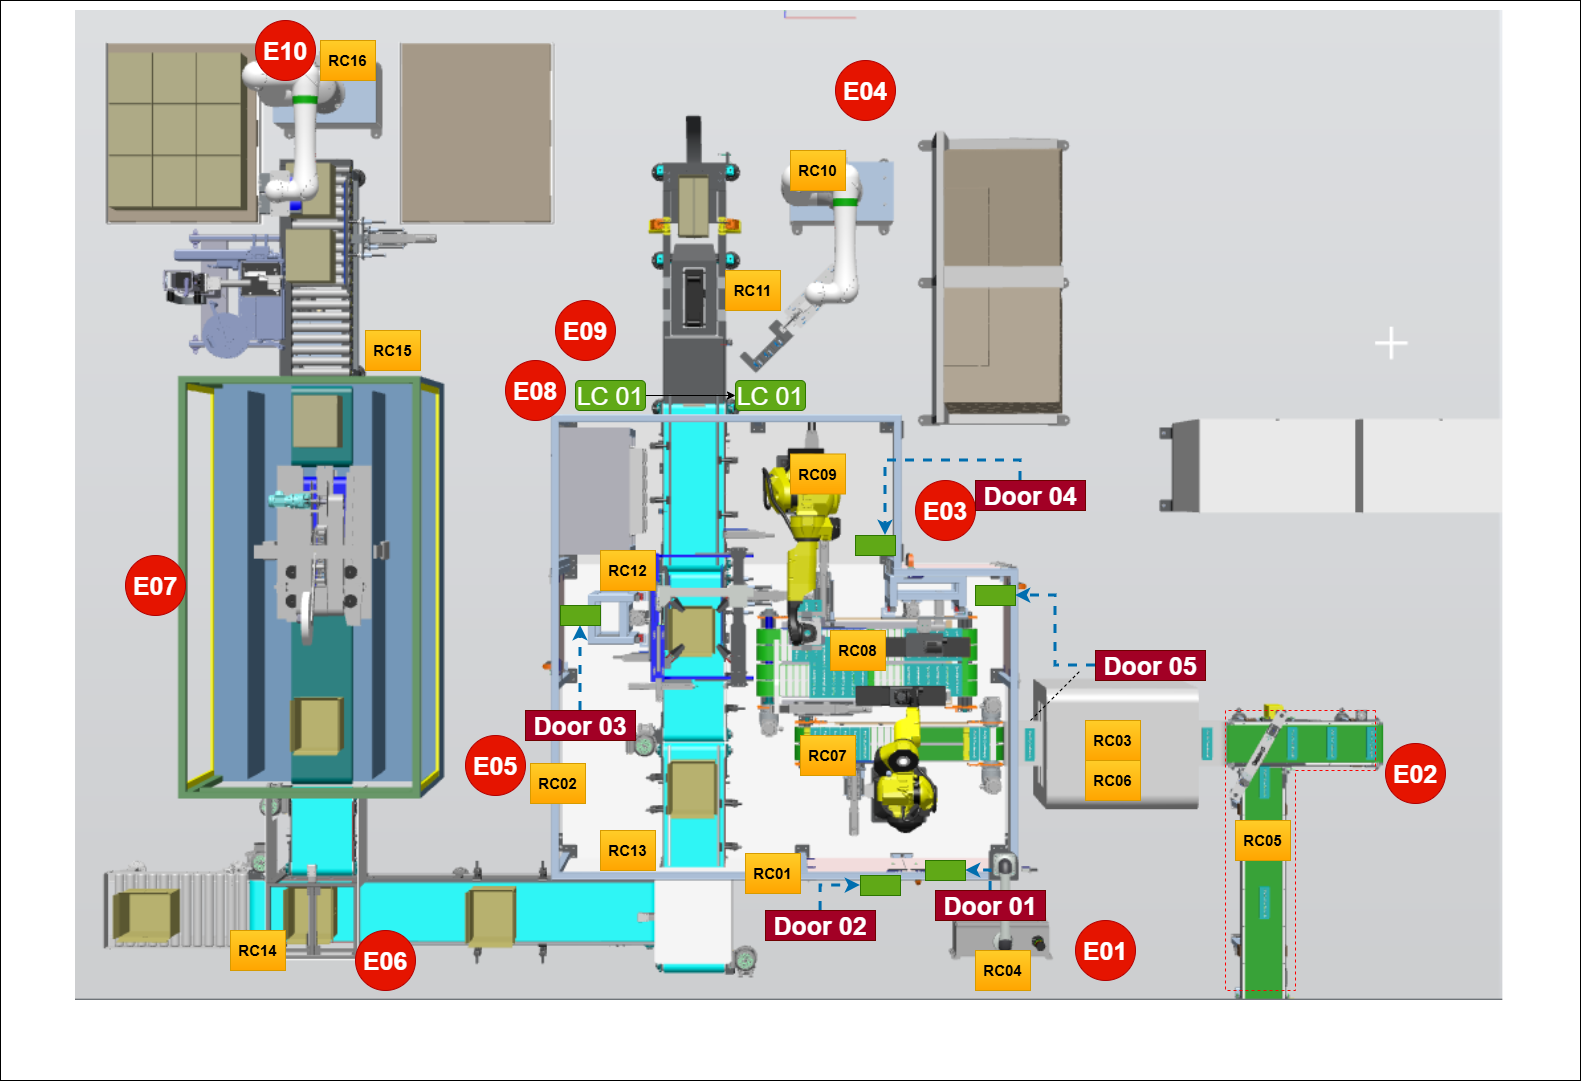 E10
RC16
E04
RC10
RC11
E09
RC15
E08
LC 01
LC 01
RC09
E03
Door 04
RC12
E07
RC08
Door 05
Door 03
RC03
RC07
E05
RC02
RC06
E02
RC05
RC13
RC01
Door 01
Door 02
RC14
E06
E01
RC04